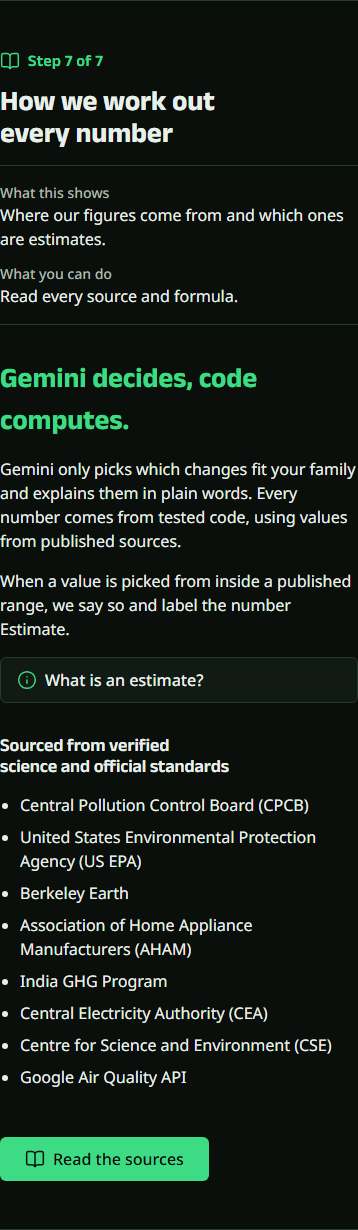 Step 7 of 7
How we work out
every number
What this shows
Where our figures come from and which ones
are estimates.
What you can do
Read every source and formula.
Gemini decides, code
computes.
Gemini only picks which changes fit your family
and explains them in plain words. Every
number comes from tested code, using values
from published sources.
When a value is picked from inside a published
range, we say so and label the number
Estimate.
What is an estimate?
Sourced from verified
science and official standards
• Central Pollution Control Board (CPCB)
• United States Environmental Protection
Agency (US EPA)
• Berkeley Earth
• Association of Home Appliance
Manufacturers (AHAM)
• India GHG Program
• Central Electricity Authority (CEA)
• Centre for Science and Environment (CSE)
• Google Air Quality API
Read the sources